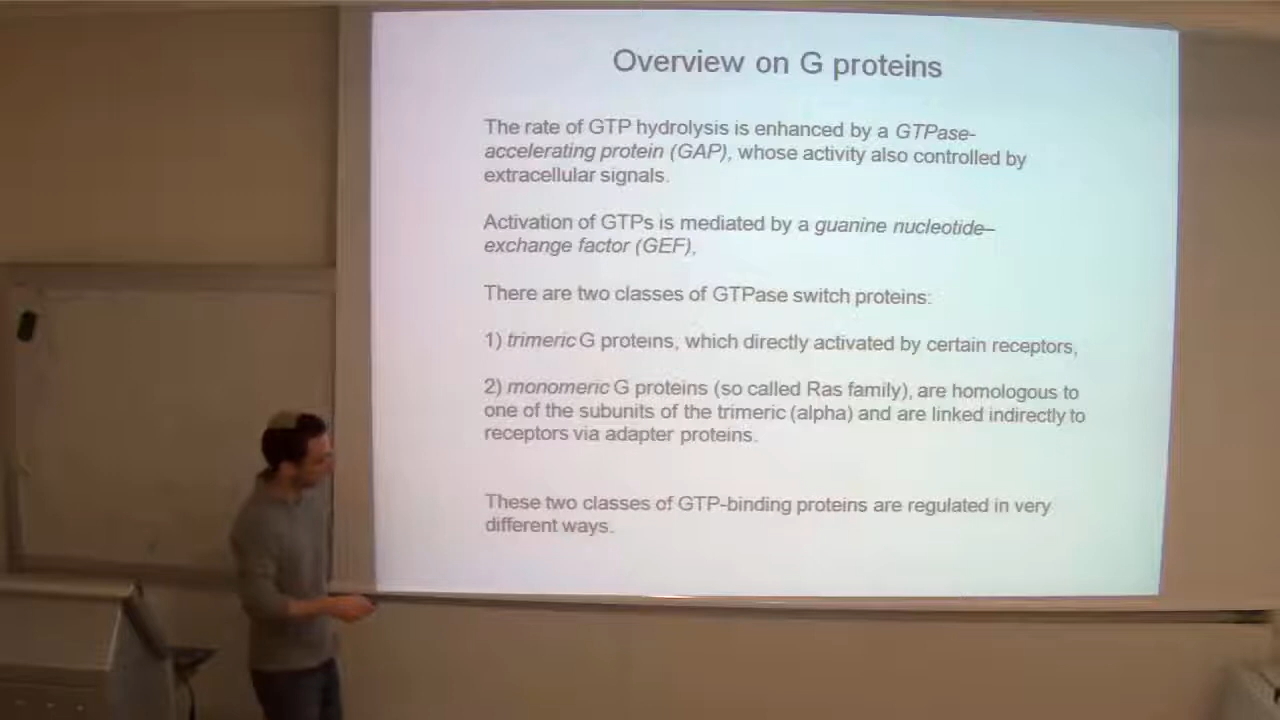 Overview on G proteins
The rate of GTP hydrolysis is enhanced by a GTPase-
accelerating protein (GAP), whose activity also controlled by
extracellular signals.
Activation of GTPs is mediated by a guanine nucleotide–
exchange factor (GEF),
There are two classes of GTPase switch proteins:
1) trimeric G proteins, which directly activated by certain receptors,
2) monomeric G proteins (so called Ras family), are homologous to
one of the subunits of the trimeric (alpha) and are linked indirectly to
receptors via adapter proteins.
These two classes of GTP-binding proteins are regulated in very
different ways.